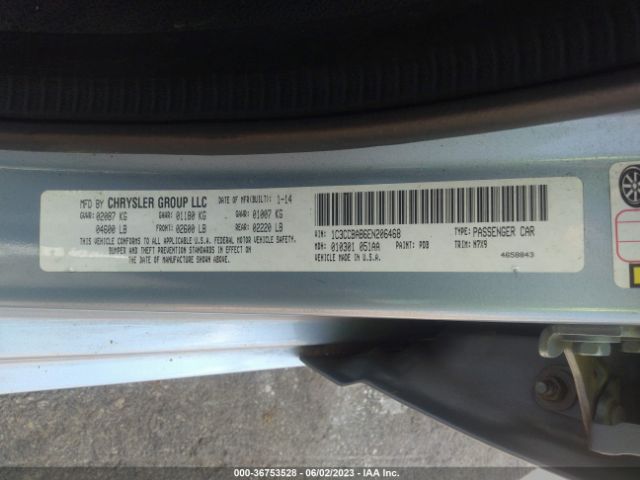 MFD BY CHRYSLER GROUP LLC DATE OF MFR(BUILT): 1-14
GVWR: 02087 KG GAWR: 01180 KG GAWR: 01007 KG
04600 LB FRONT: 02600 LB REAR: 02220 LB
THIS VEHICLE CONFORMS TO ALL APPLICABLE U.S.A. FEDERAL MOTOR VEHICLE SAFETY,
BUMPER AND THEFT PREVENTION STANDARDS IN EFFECT ON
THE DATE OF MANUFACTURE SHOWN ABOVE.
VIN: 1C3CCBAB6EN206468 TYPE: PASSENGER CAR
MDH: 010301 051AA PAINT: PDB TRIM: N7X9
VEHICLE MADE IN U.S.A. 4658843
000-36753528 - 06/02/2023 - IAA Inc.